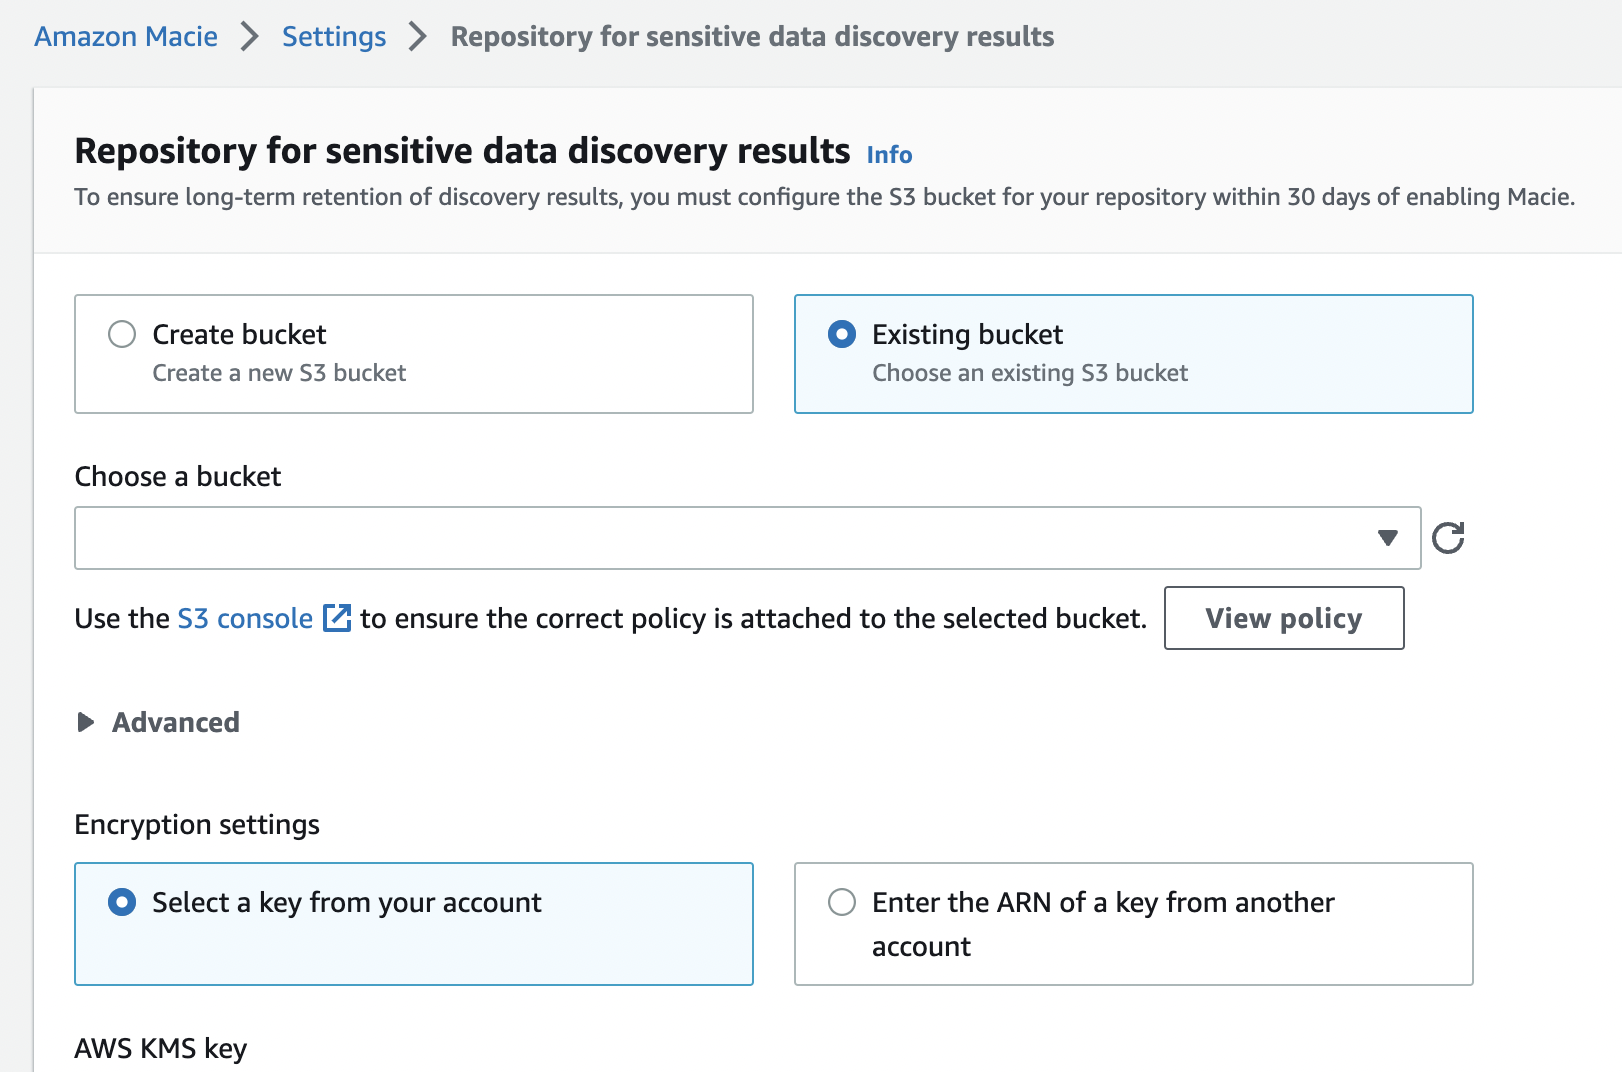 Amazon Macie > Settings > Repository for sensitive data discovery results
Repository for sensitive data discovery results Info
To ensure long-term retention of discovery results, you must configure the S3 bucket for your repository within 30 days of enabling Macie.
Create bucket
Create a new S3 bucket
Existing bucket
Choose an existing S3 bucket
Choose a bucket
Use the S3 console to ensure the correct policy is attached to the selected bucket. View policy
Advanced
Encryption settings
Select a key from your account
Enter the ARN of a key from another
account
AWS KMS key